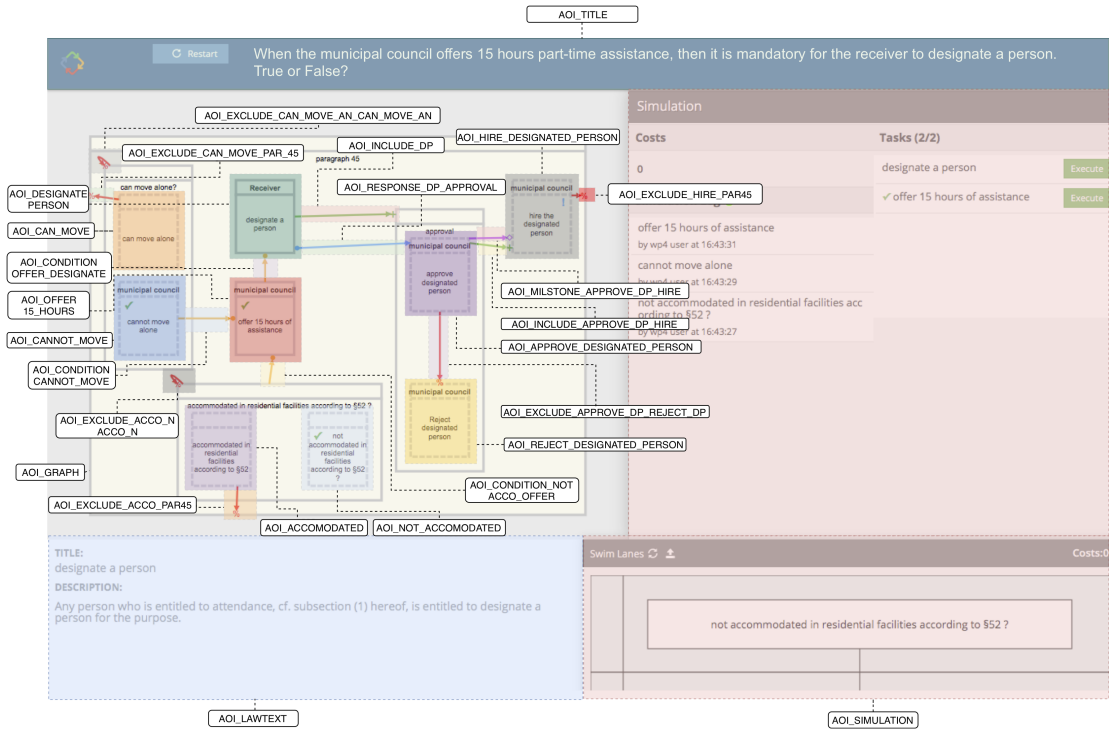 AOI_TITLE
Restart
When the municipal council offers 15 hours part-time assistance, then it is mandatory for the receiver to designate a person.
True or False?
AOI_EXCLUDE_CAN_MOVE_AN_CAN_MOVE_AN
AOI_EXCLUDE_CAN_MOVE_PAR_45
AOI_INCLUDE_DP
AOI_HIRE_DESIGNATED_PERSON
paragraph 45
AOI_DESIGNATE
PERSON
AOI_RESPONSE_DP_APPROVAL
AOI_EXCLUDE_HIRE_PAR45
can move alone?
can move alone
Receiver
designate a
person
municipal council
!
hire the
designated
person
AOI_CAN_MOVE
approval
municipal council
approve
designated
person
AOI_CONDITION
OFFER_DESIGNATE
AOI_OFFER
15_HOURS
AOI_CANNOT_MOVE
municipal council
cannot move
alone
municipal council
offer 15 hours of
assistance
AOI_MILSTONE_APPROVE_DP_HIRE
AOI_INCLUDE_APPROVE_DP_HIRE
AOI_APPROVE_DESIGNATED_PERSON
AOI_CONDITION
CANNOT_MOVE
AOI_EXCLUDE_ACCO_N
ACCO_N
accommodated in residential facilities according to §52 ?
accommodated in
residential
facilities
according to §52
not
accommodated in
residential
facilities
according to §52
?
municipal council
Reject
designated
person
AOI_EXCLUDE_APPROVE_DP_REJECT_DP
AOI_REJECT_DESIGNATED_PERSON
AOI_GRAPH
AOI_CONDITION_NOT
ACCO_OFFER
AOI_EXCLUDE_ACCO_PAR45
AOI_ACCOMODATED
AOI_NOT_ACCOMODATED
Simulation
Costs
Tasks (2/2)
0
designate a person
Execute
offer 15 hours of assistance
Execute
offer 15 hours of assistance
by wp4 user at 16:43:31
cannot move alone
by wp4 user at 16:43:29
not accommodated in residential facilities acc
ording to §52 ?
by wp4 user at 16:43:27
TITLE:
designate a person
DESCRIPTION:
Any person who is entitled to attendance, cf. subsection (1) hereof, is entitled to designate a
person for the purpose.
Swim Lanes
Costs:0
not accommodated in residential facilities according to §52 ?
AOI_LAWTEXT
AOI_SIMULATION